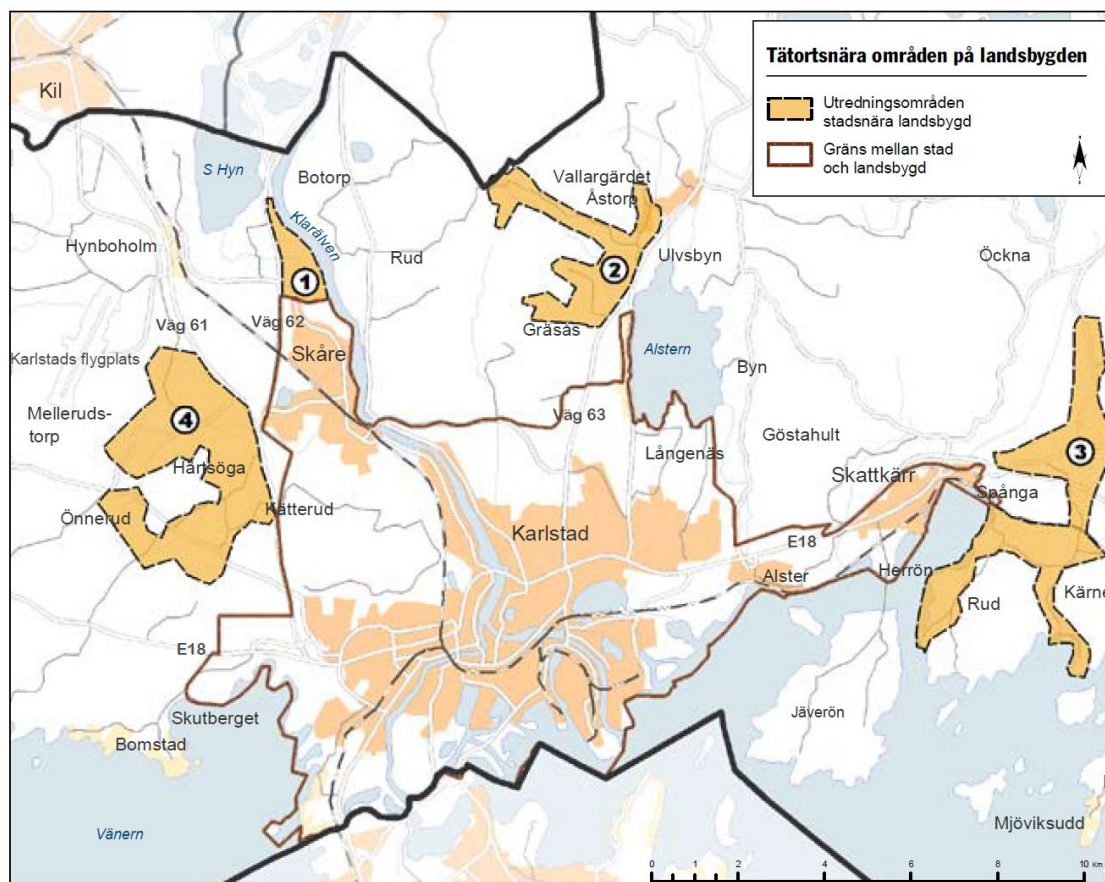 Tätortsnära områden på landsbygden
Utredningsområden
stadsnära landsbygd
Gräns mellan stad
och landsbygd
Kil
S Hyn
Botorp
Vallargärdet
Åstorp
Klarälven
Hynboholm
Rud
Ulvsbyn
Öckna
1
2
Väg 61
Väg 62
Gräsås
Skåre
Alstern
Karlstads flygplats
Byn
Melleruds-
torp
4
Väg 63
Göstahult
3
Hårtsöga
Långenäs
Skattkärr
Spånga
Önnerud
Kätterud
Karlstad
E18
Alster
Herrön
Rud
Kärne
E18
Skutberget
Jäverön
Bomstad
Vänern
Mjöviksudd
0 1 2 4 6 8 10 Km